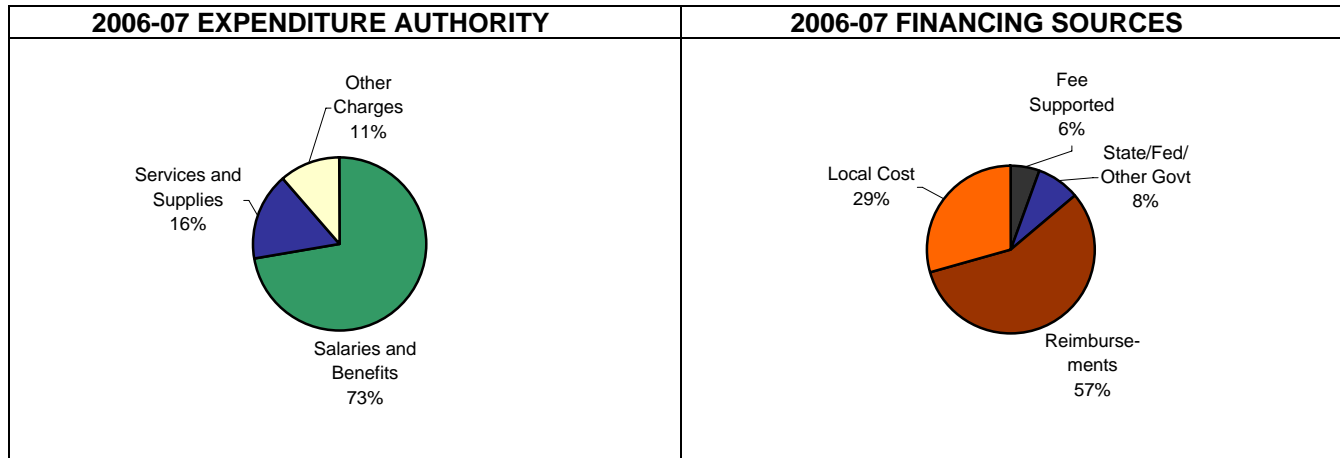 2006-07 EXPENDITURE AUTHORITY
Other
Charges
11%
Services and
Supplies
16%
Salaries and
Benefits
73%
2006-07 FINANCING SOURCES
Fee
Supported
6%
State/Fed/
Other Govt
8%
Local Cost
29%
Reimburse-
ments
57%